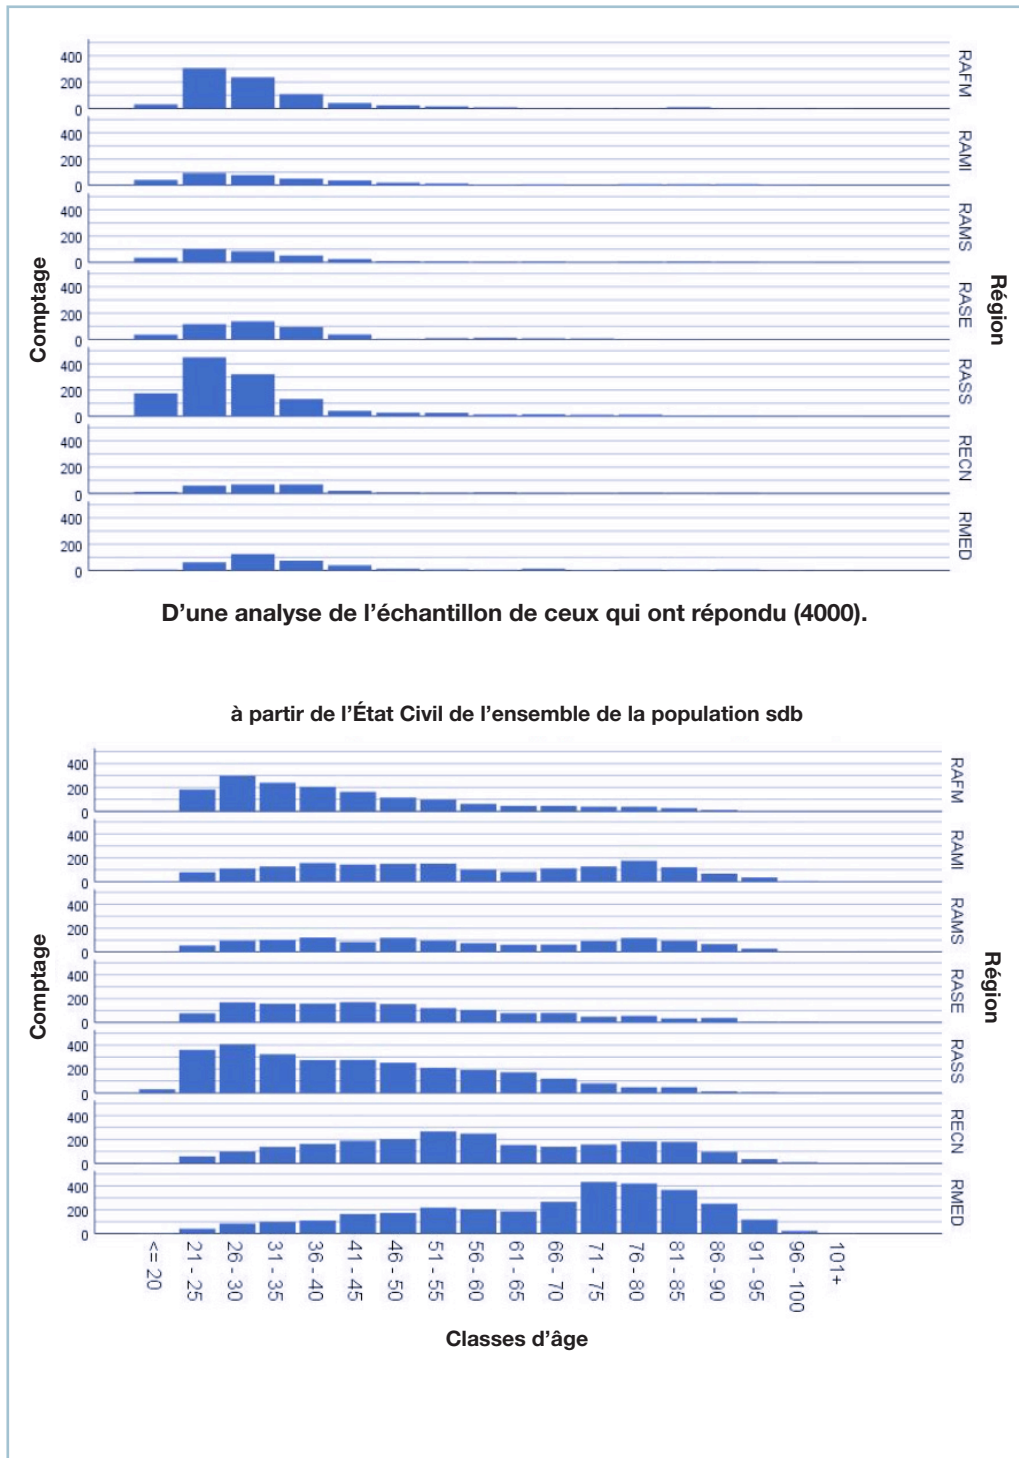 400
200
0
RAFM
400
200
0
RAMI
400
200
0
RAMS
400
200
0
RASE
400
200
0
RASS
400
200
0
RECN
400
200
0
RMED
Comptage
Région
D’une analyse de l’échantillon de ceux qui ont répondu (4000).
à partir de l’État Civil de l’ensemble de la population sdb
400
200
0
RAFM
400
200
0
RAMI
400
200
0
RAMS
400
200
0
RASE
400
200
0
RASS
400
200
0
RECN
400
200
0
RMED
Comptage
Région
<= 20
21 - 25
26 - 30
31 - 35
36 - 40
41 - 45
46 - 50
51 - 55
56 - 60
61 - 65
66 - 70
71 - 75
76 - 80
81 - 85
86 - 90
91 - 95
96 - 100
101+
Classes d’âge